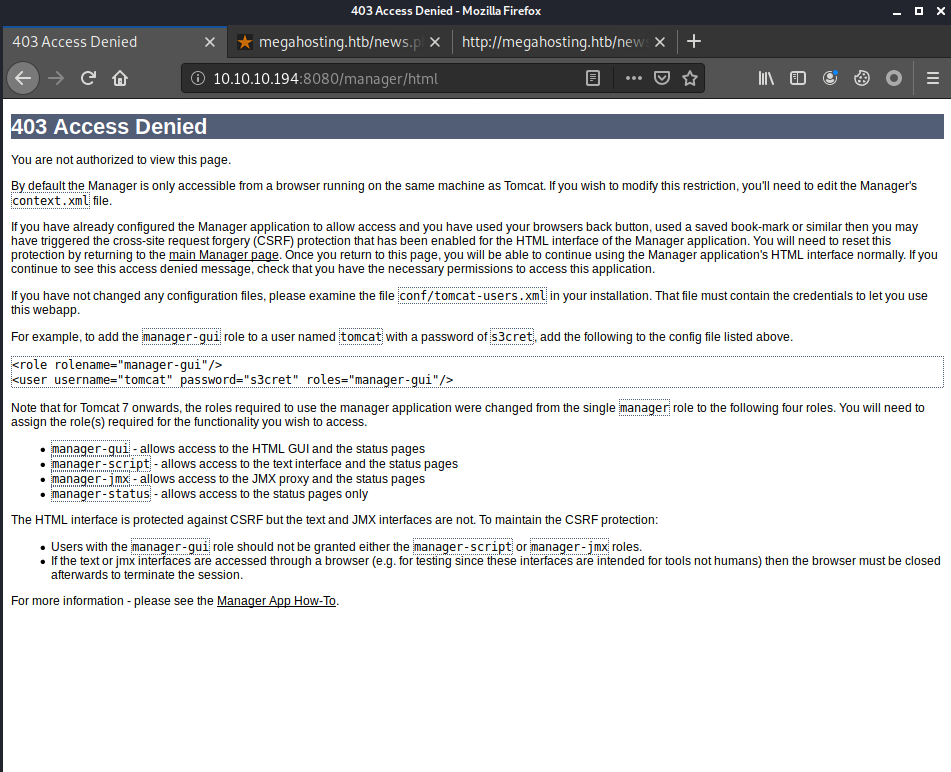 403 Access Denied - Mozilla Firefox
403 Access Denied
megahosting.htb/news.p
http://megahosting.htb/new
10.10.10.194:8080/manager/html
403 Access Denied
You are not authorized to view this page.
By default the Manager is only accessible from a browser running on the same machine as Tomcat. If you wish to modify this restriction, you'll need to edit the Manager's
context.xml file.
If you have already configured the Manager application to allow access and you have used your browsers back button, used a saved book-mark or similar then you may
have triggered the cross-site request forgery (CSRF) protection that has been enabled for the HTML interface of the Manager application. You will need to reset this
protection by returning to the main Manager page. Once you return to this page, you will be able to continue using the Manager application's HTML interface normally. If you
continue to see this access denied message, check that you have the necessary permissions to access this application.
If you have not changed any configuration files, please examine the file conf/tomcat-users.xml in your installation. That file must contain the credentials to let you use
this webapp.
For example, to add the manager-gui role to a user named tomcat with a password of s3cret, add the following to the config file listed above.
<role rolename="manager-gui"/>
<user username="tomcat" password="s3cret" roles="manager-gui"/>
Note that for Tomcat 7 onwards, the roles required to use the manager application were changed from the single manager role to the following four roles. You will need to
assign the role(s) required for the functionality you wish to access.
• manager-gui - allows access to the HTML GUI and the status pages
• manager-script - allows access to the text interface and the status pages
• manager-jmx - allows access to the JMX proxy and the status pages
• manager-status - allows access to the status pages only
The HTML interface is protected against CSRF but the text and JMX interfaces are not. To maintain the CSRF protection:
• Users with the manager-gui role should not be granted either the manager-script or manager-jmx roles.
• If the text or jmx interfaces are accessed through a browser (e.g. for testing since these interfaces are intended for tools not humans) then the browser must be closed
afterwards to terminate the session.
For more information - please see the Manager App How-To.